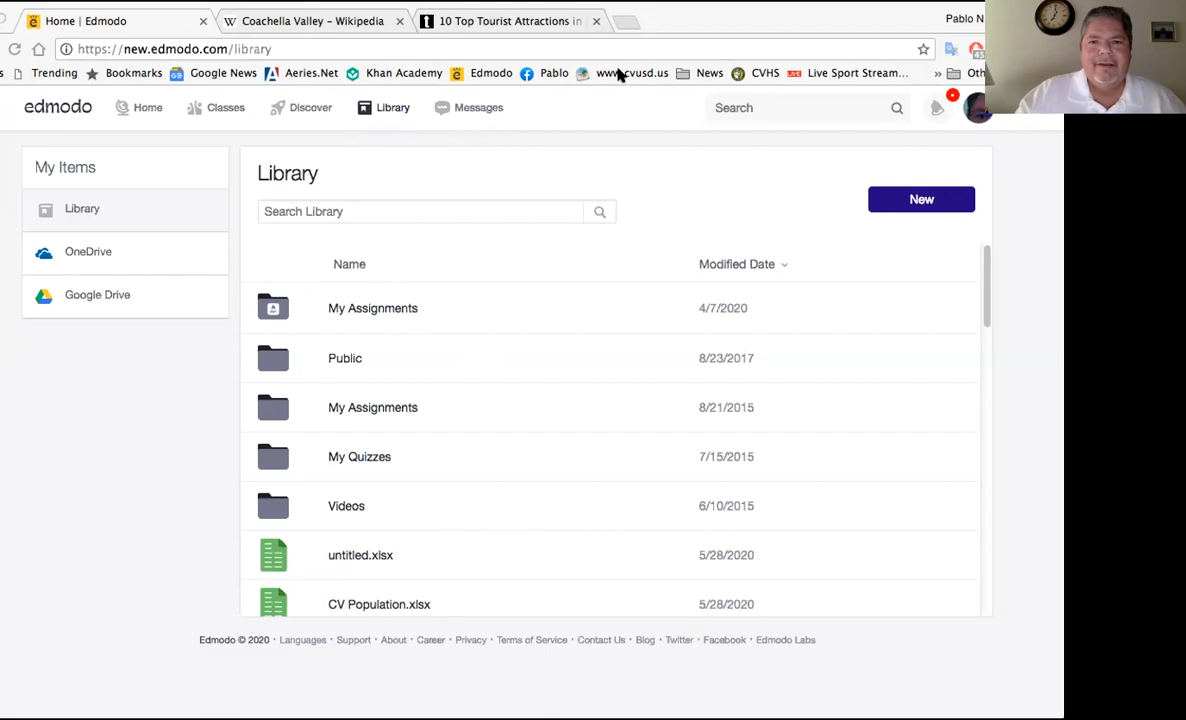 Home | Edmodo
Coachella Valley - Wikipedia
10 Top Tourist Attractions in
Pablo N
https://new.edmodo.com/library
s
Trending
Bookmarks
Google News
Aeries.Net
Khan Academy
Edmodo
Pablo
www.cvusd.us
News
CVHS
LIVE
Live Sport Stream...
»
Oth
45
edmodo
Home
Classes
Discover
Library
Messages
Search
My Items
Library
OneDrive
Google Drive
Library
New
Search Library
Name
Modified Date
My Assignments
4/7/2020
Public
8/23/2017
My Assignments
8/21/2015
My Quizzes
7/15/2015
Videos
6/10/2015
untitled.xlsx
5/28/2020
CV Population.xlsx
5/28/2020
Edmodo © 2020 · Languages · Support · About · Career · Privacy · Terms of Service · Contact Us · Blog · Twitter · Facebook · Edmodo Labs